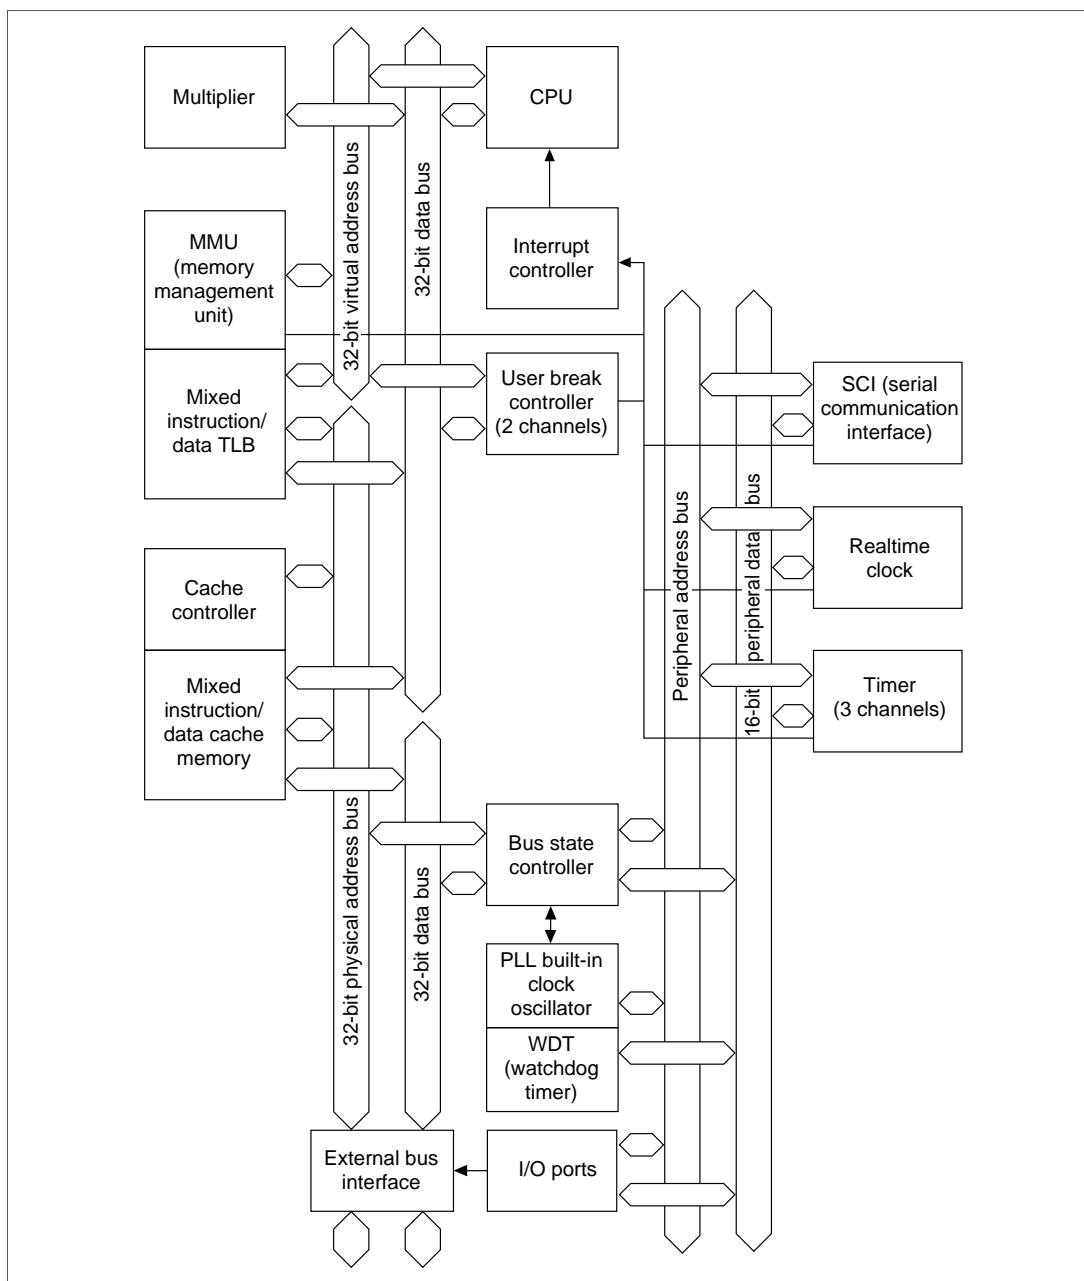 Multiplier
CPU
32-bit virtual address bus
32-bit data bus
MMU
(memory
management
unit)
Interrupt
controller
Mixed
instruction/
data TLB
User break
controller
(2 channels)
SCI (serial
communication
interface)
Cache
controller
Peripheral address bus
16-bit peripheral data bus
Realtime
clock
Mixed
instruction/
data cache
memory
Timer
(3 channels)
32-bit physical address bus
32-bit data bus
Bus state
controller
PLL built-in
clock
oscillator
WDT
(watchdog
timer)
External bus
interface
I/O ports